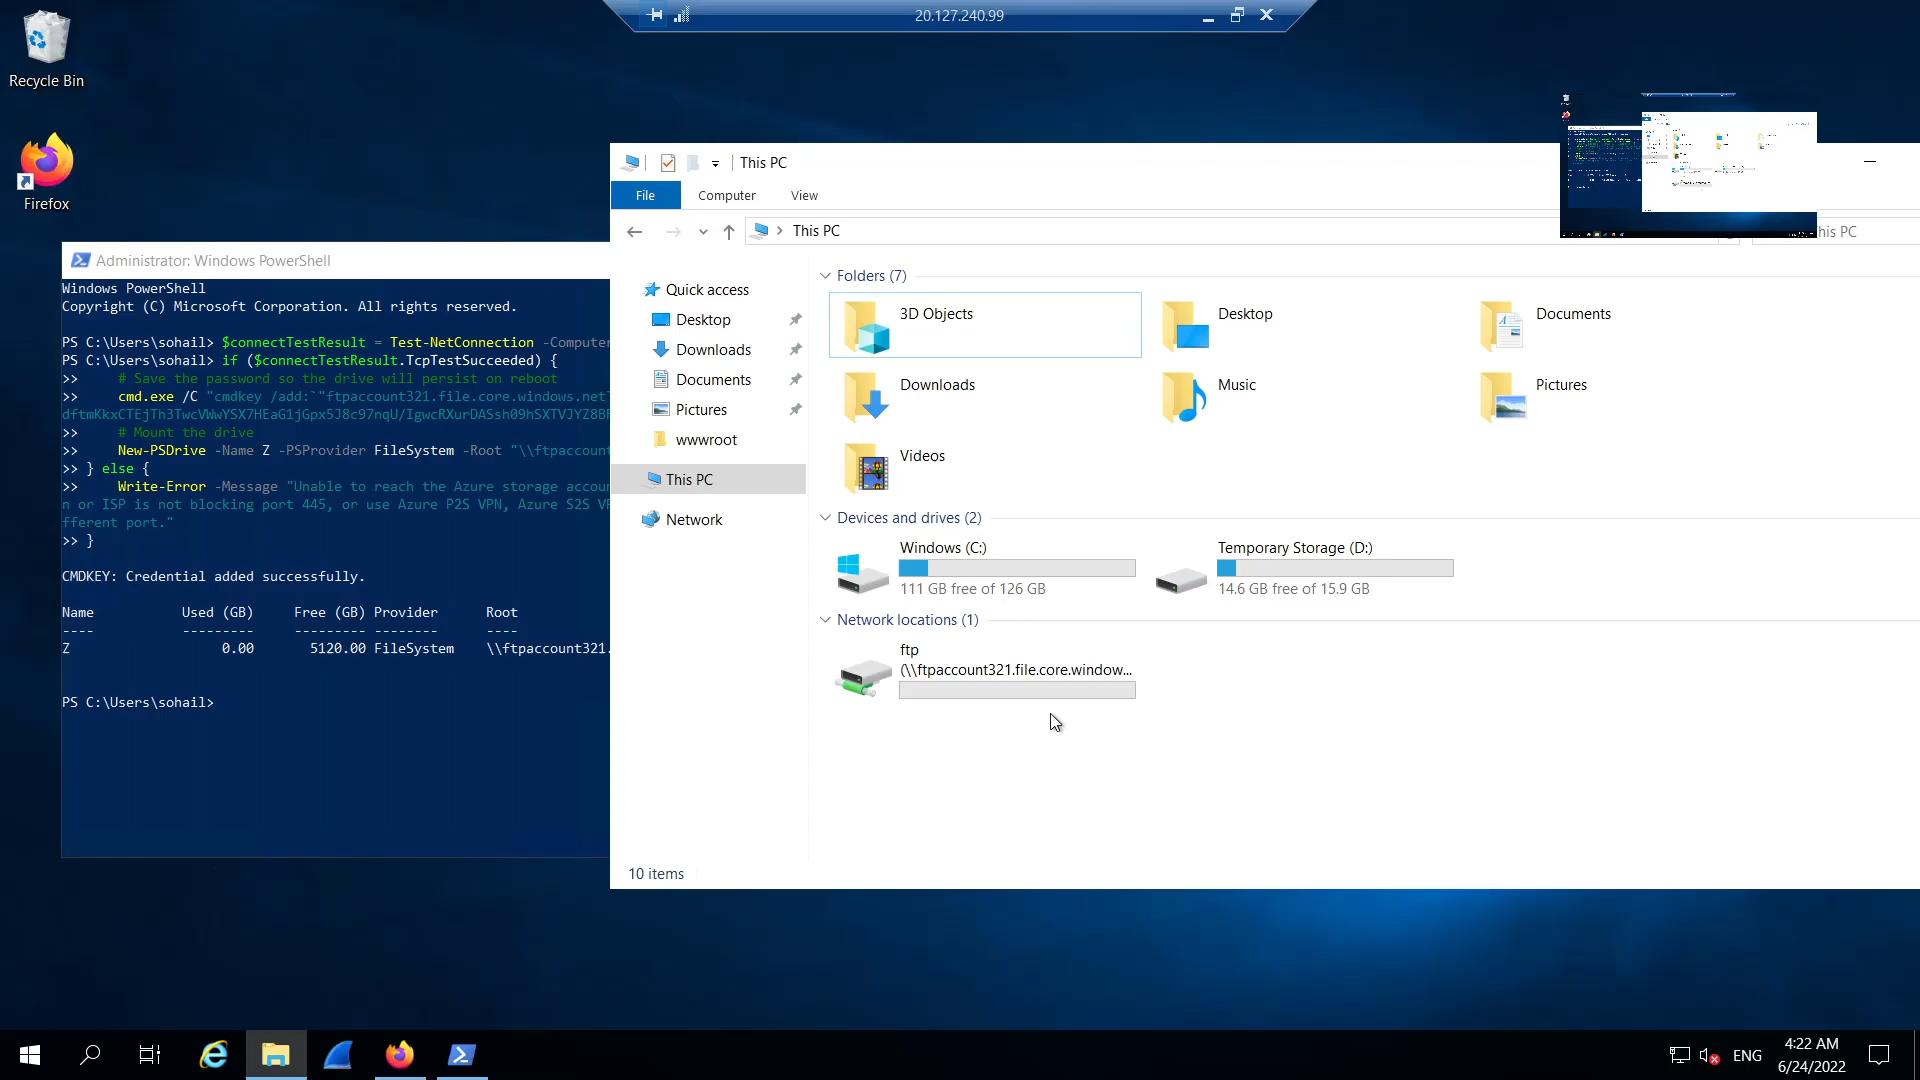 20.127.240.99
Recycle Bin
Firefox
This PC
File
Computer
View
This PC
his PC
Administrator: Windows PowerShell
Windows PowerShell
Copyright (C) Microsoft Corporation. All rights reserved.
PS C:\Users\sohail> $connectTestResult = Test-NetConnection -Computer
PS C:\Users\sohail> if ($connectTestResult.TcpTestSucceeded) {
>>     # Save the password so the drive will persist on reboot
>>     cmd.exe /C "cmdkey /add:`"ftpaccount321.file.core.windows.net
>>     # Mount the drive
>>     New-PSDrive -Name Z -PSProvider FileSystem -Root "\\ftpaccount
>> } else {
>>     Write-Error -Message "Unable to reach the Azure storage accou
n or ISP is not blocking port 445, or use Azure P2S VPN, Azure S2S VP
fferent port."
>> }
CMDKEY: Credential added successfully.
Name Used (GB) Free (GB) Provider Root
---- --------- --------- -------- ----
Z 0.00 5120.00 FileSystem \\ftpaccount321.
PS C:\Users\sohail>
Quick access
Desktop
Downloads
Documents
Pictures
wwwroot
This PC
Network
Folders (7)
3D Objects
Desktop
Documents
Downloads
Music
Pictures
Videos
Devices and drives (2)
Windows (C:)
111 GB free of 126 GB
Temporary Storage (D:)
14.6 GB free of 15.9 GB
Network locations (1)
ftp
(\\ftpaccount321.file.core.window...
10 items
ENG
4:22 AM
6/24/2022